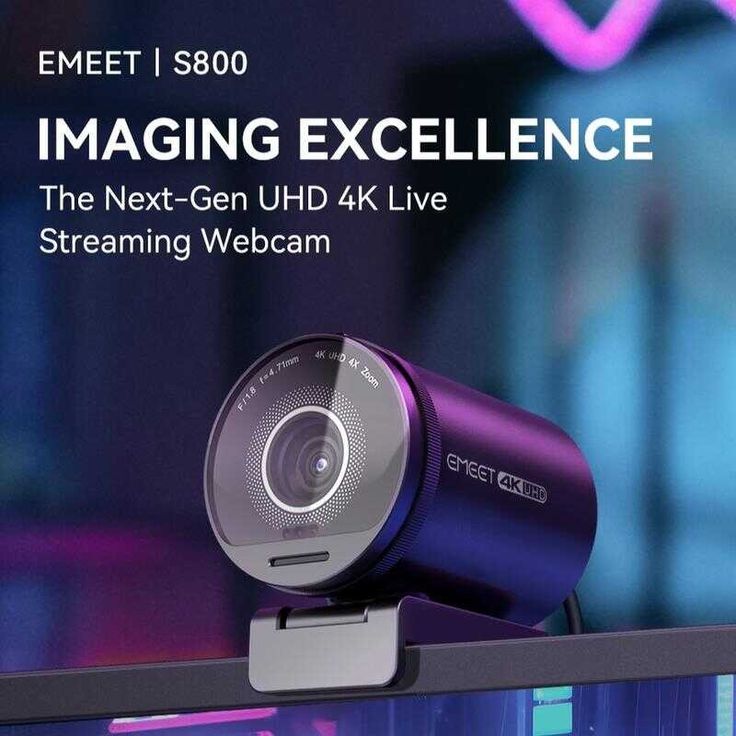 EMEET | S800
IMAGING EXCELLENCE
The Next-Gen UHD 4K Live
Streaming Webcam
F/1.8 f=4.71mm 4K UHD 4X Zoom
EMEET 4K UHD